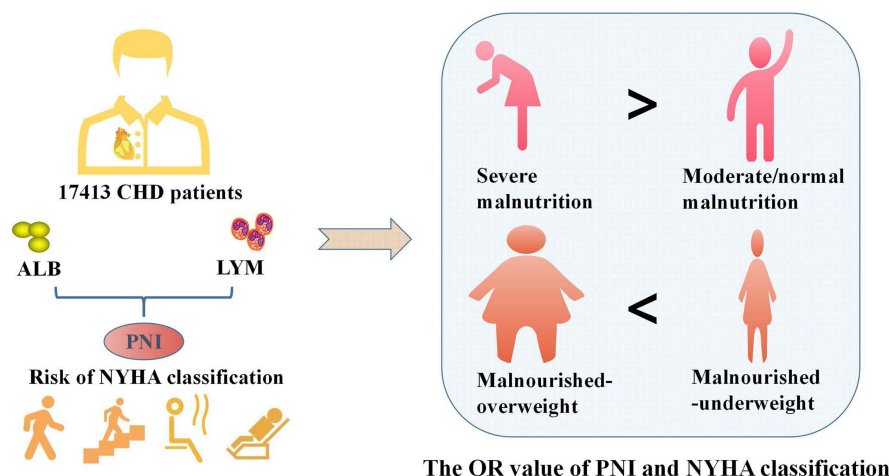 17413 CHD patients
ALB
LYM
PNI
Risk of NYHA classification
>
Severe
malnutrition
Moderate/normal
malnutrition
<
Malnourished-
overweight
Malnourished
-underweight
The OR value of PNI and NYHA classification